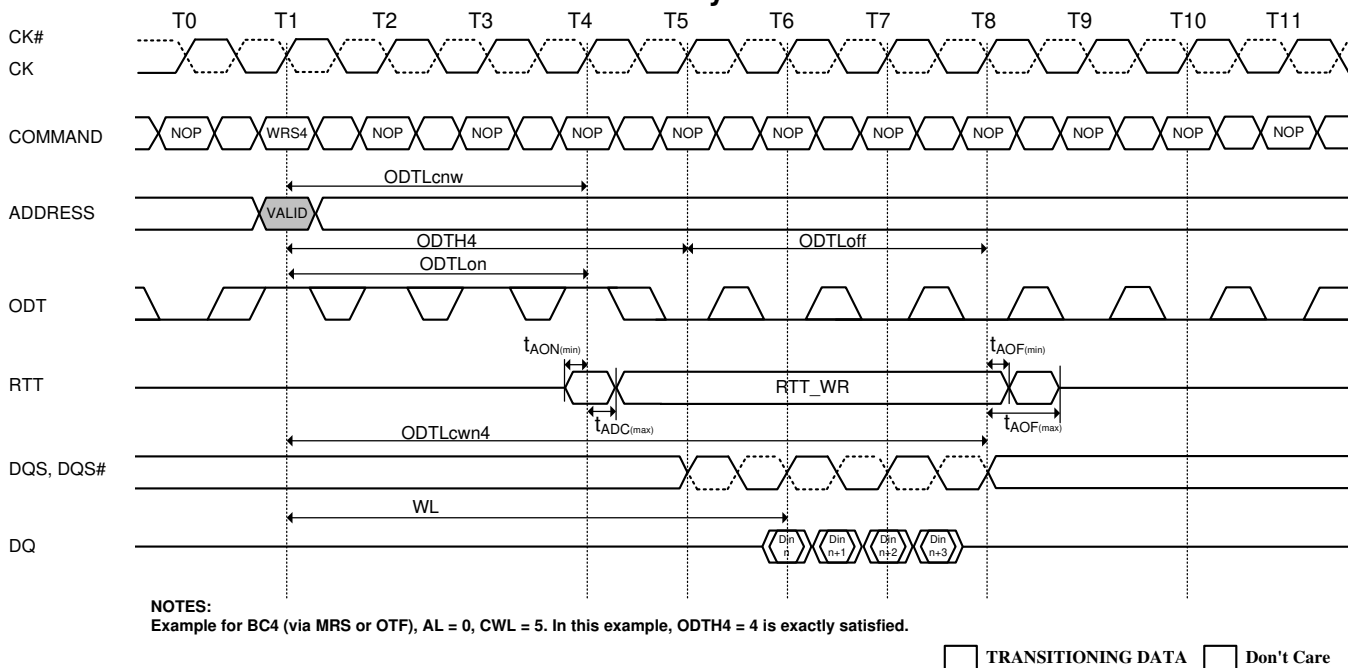 T0 T1 T2 T3 T4 T5 T6 T7 T8 T9 T10 T11
CK#
CK
COMMAND NOP WRS4 NOP NOP NOP NOP NOP NOP NOP NOP NOP NOP
ODTLcnw
ADDRESS VALID
ODTH4 ODTLoff
ODTLon
ODT
tAON(min) tAOF(min)
RTT RTT_WR
tADC(max) tAOF(max)
ODTLcwn4
DQS, DQS#
WL
DQ Din n Din n+1 Din n+2 Din n+3
NOTES:
Example for BC4 (via MRS or OTF), AL = 0, CWL = 5. In this example, ODTH4 = 4 is exactly satisfied.
TRANSITIONING DATA Don't Care